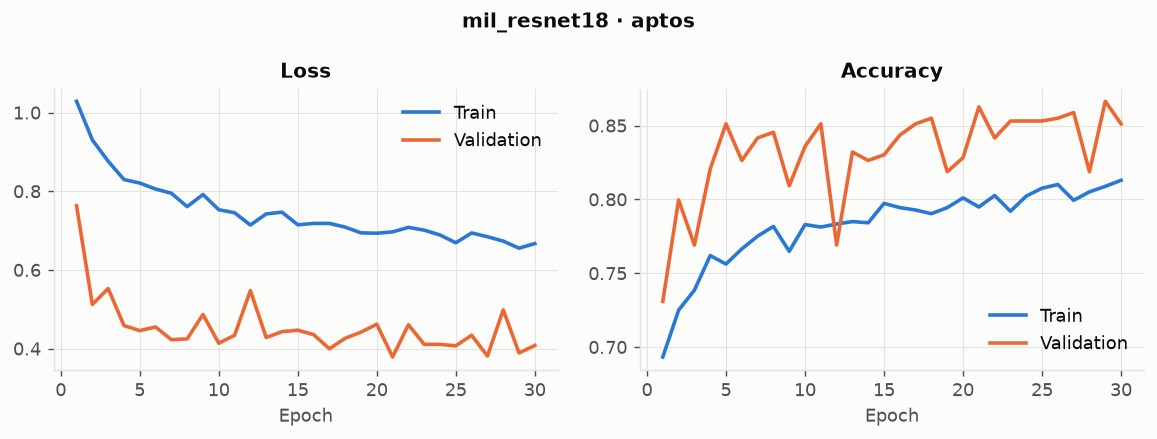 mil_resnet18 · aptos
Loss
1.0
0.8
0.6
0.4
0 5 10 15 20 25 30
Epoch
Train
Validation
Accuracy
0.85
0.80
0.75
0.70
0 5 10 15 20 25 30
Epoch
Train
Validation